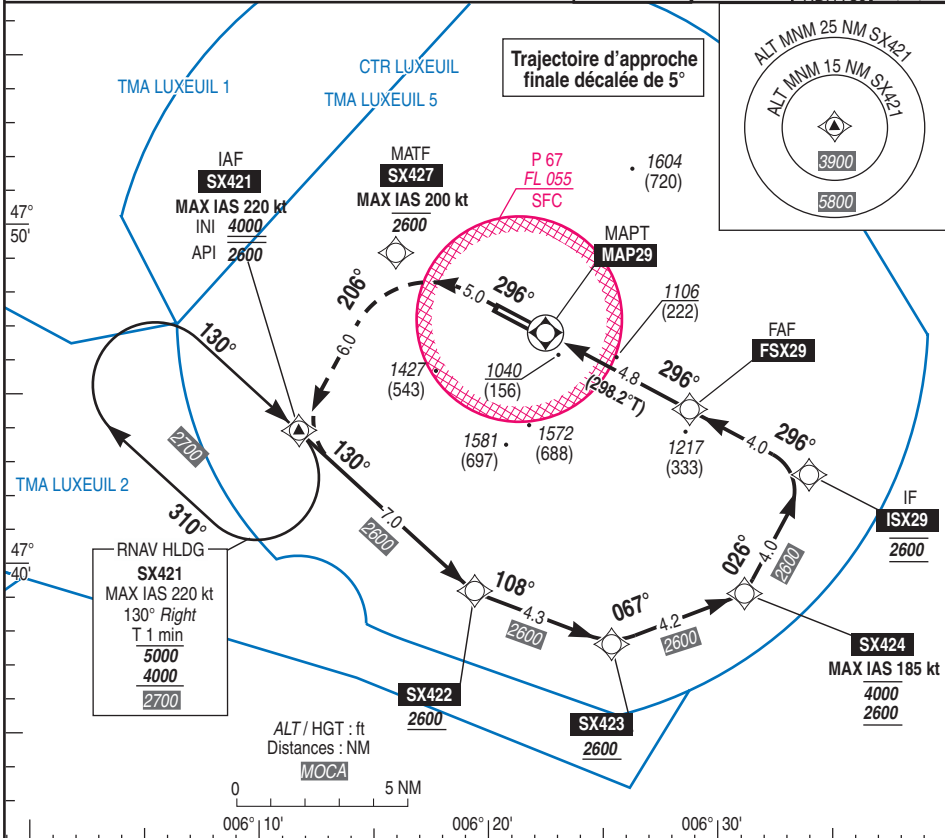 Trajectoire d'approche
finale décalée de 5°
ALT MNM 25 NM SX421
ALT MNM 15 NM SX421
3900
5800
TMA LUXEUIL 1
CTR LUXEUIL
TMA LUXEUIL 5
IAF
SX421
MAX IAS 220 kt
INI 4000
API 2600
MATF
SX427
MAX IAS 200 kt
2600
P 67
FL 055
SFC
1604
(720)
MAPT
MAP29
47°
50'
206°
5.0
296°
1106
(222)
6.0
130°
FAF
FSX29
1427
(543)
1040
(156)
4.8
(298.2°T)
296°
2700
130°
1581
(697)
1572
(688)
1217
(333)
4.0
296°
TMA LUXEUIL 2
310°
7.0
2600
IF
ISX29
2600
47°
40'
RNAV HLDG
SX421
MAX IAS 220 kt
130° Right
T 1 min
5000
4000
2700
108°
4.3
2600
067°
4.2
2600
026°
4.0
2600
SX424
MAX IAS 185 kt
4000
2600
SX422
2600
SX423
2600
ALT / HGT : ft
Distances : NM
MOCA
0 5 NM
006° 10' 006° 20' 006° 30'